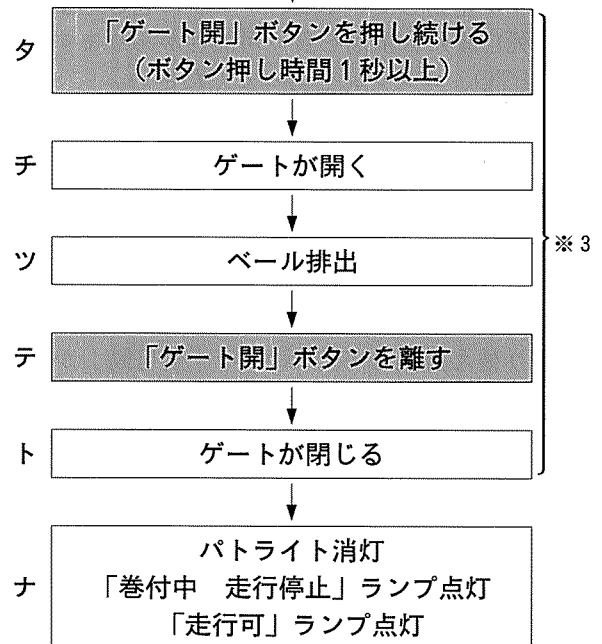 タ
「ゲート開」ボタンを押し続ける
(ボタン押し時間1秒以上)
チ
ゲートが開く
ツ
ベール排出
※3
テ
「ゲート開」ボタンを離す
ト
ゲートが閉じる
ナ
パトライト消灯
「巻付中　走行停止」ランプ点灯
「走行可」ランプ点灯